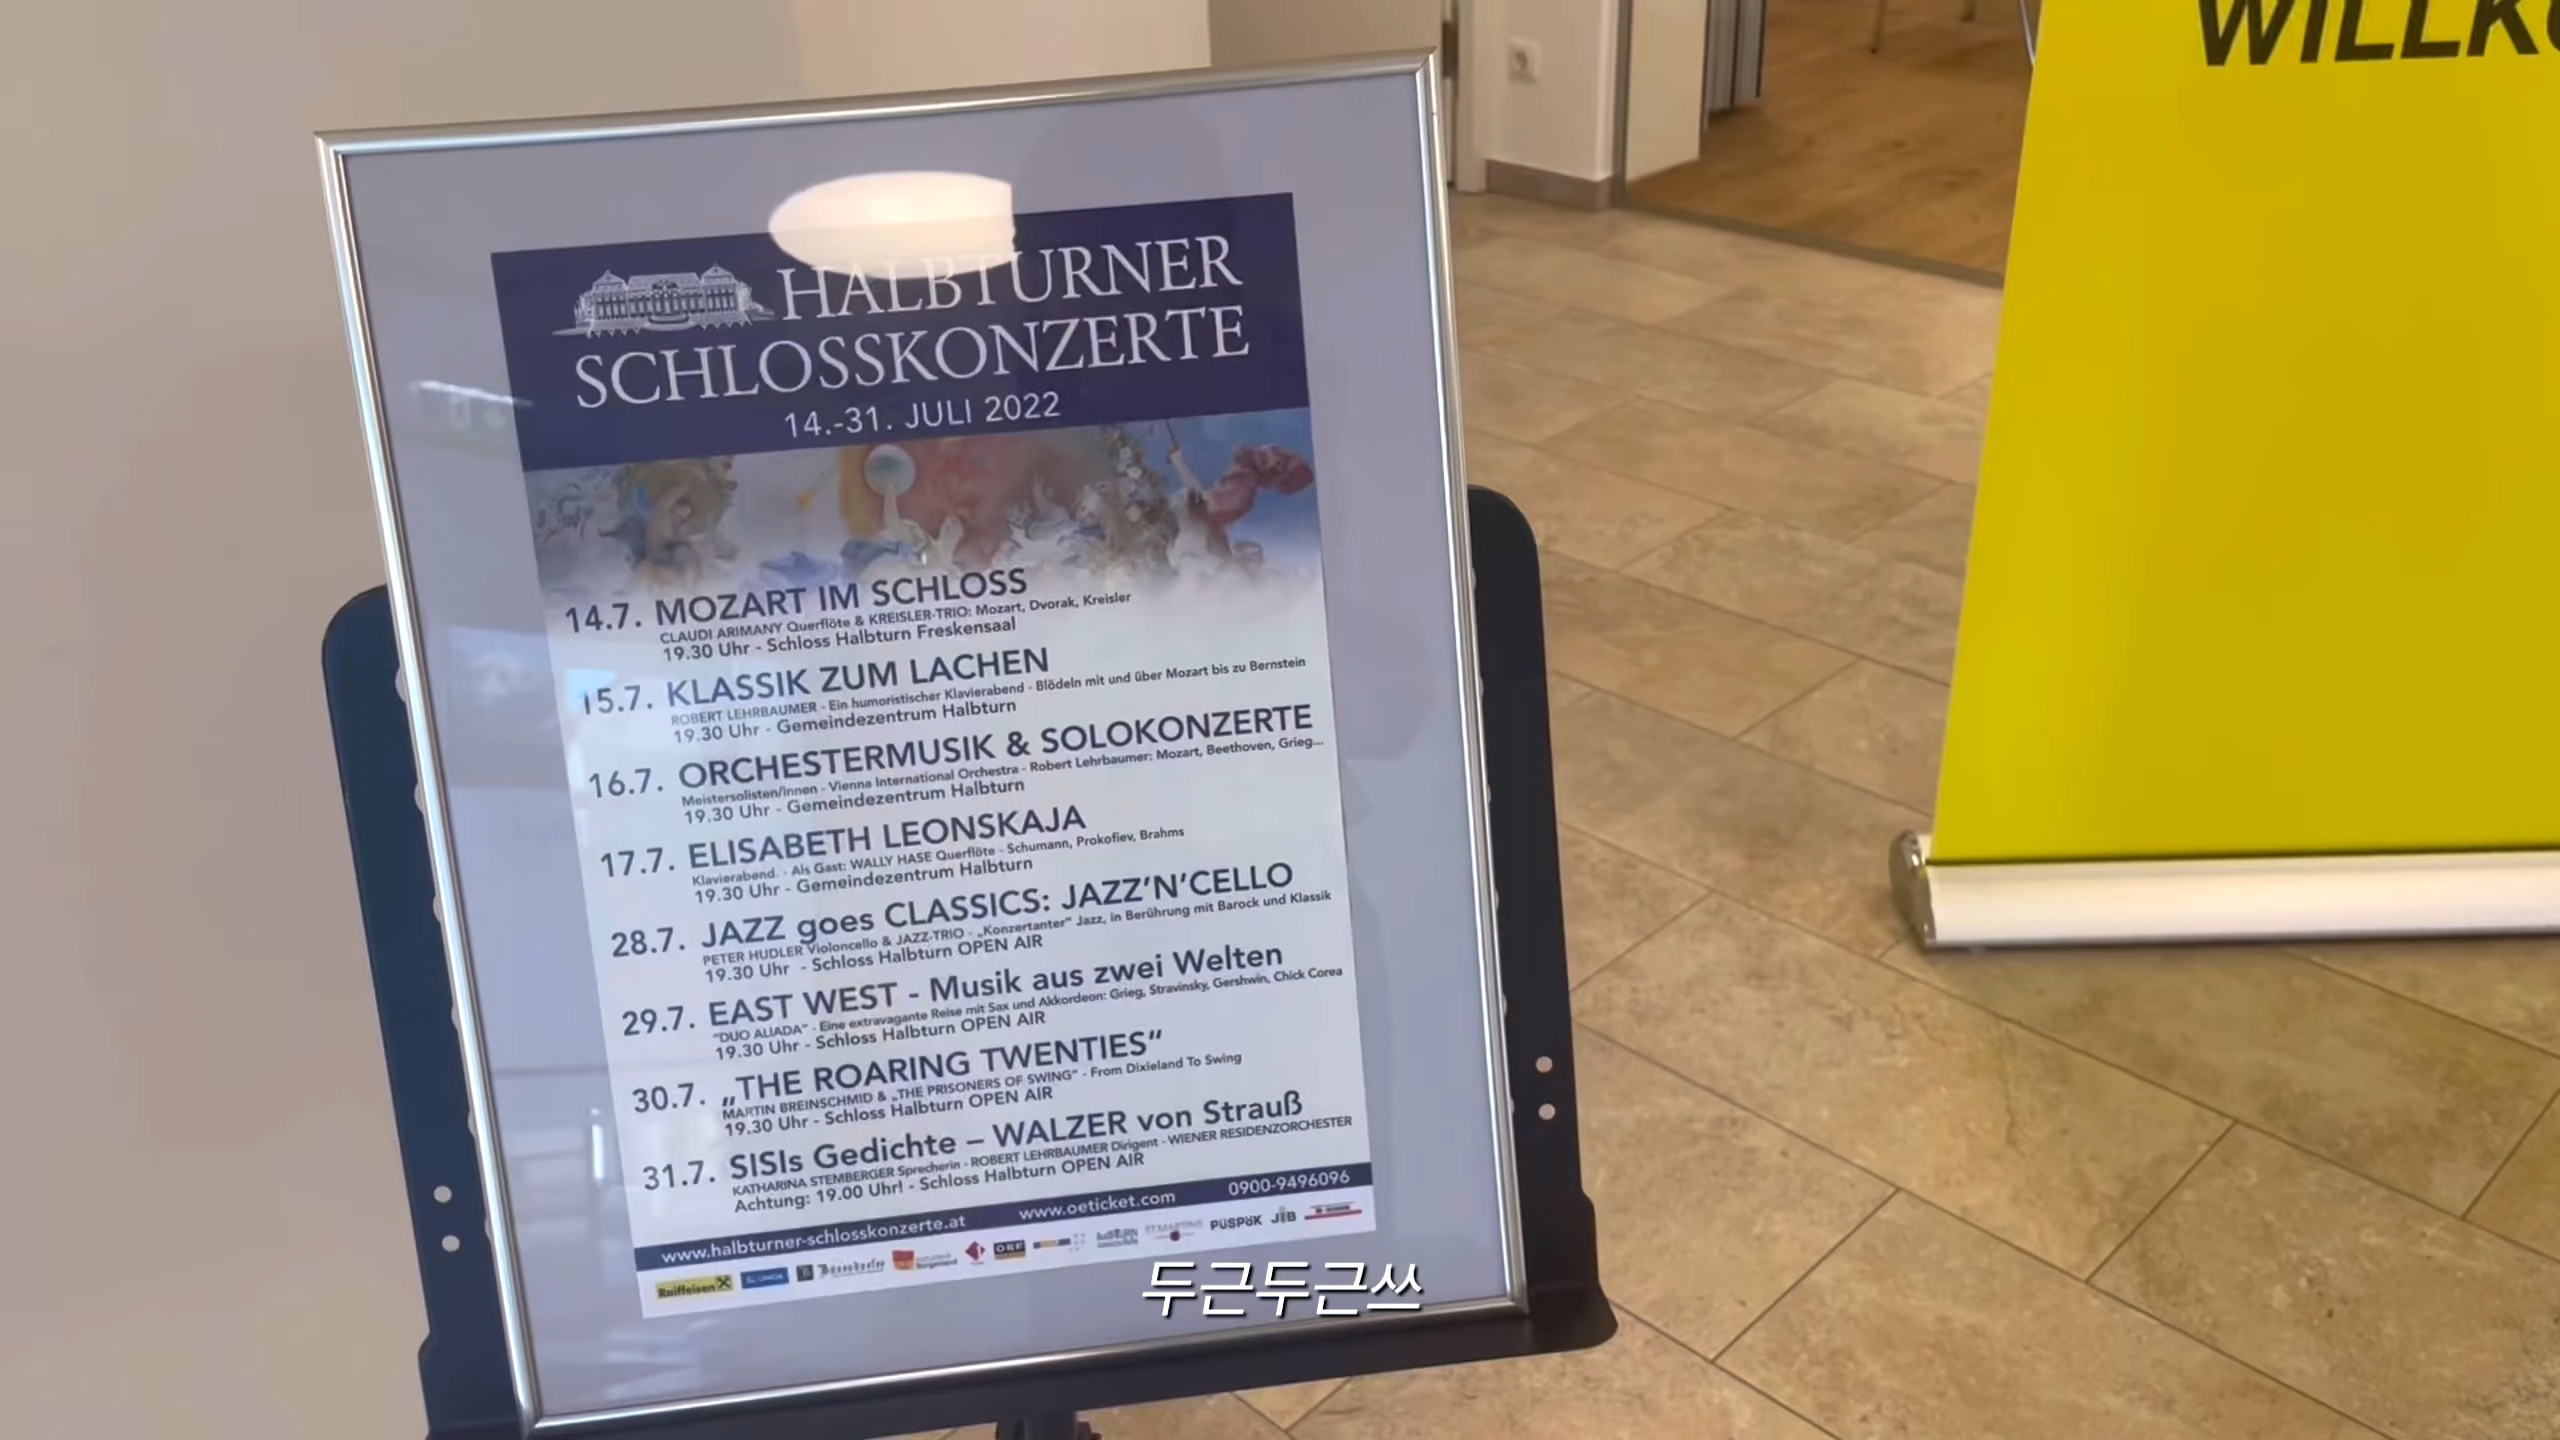 WILLK
HALBTURNER
SCHLOSSKONZERTE
14.-31. JULI 2022
14.7. MOZART IM SCHLOSS
CLAUDI ARIMANY Querflöte & KREISLER-TRIO: Mozart, Dvorak, Kreisler
19.30 Uhr - Schloss Halbturn Freskensaal
15.7. KLASSIK ZUM LACHEN
ROBERT LEHRBAUMER - Ein humoristischer Klavierabend - Blödeln mit und über Mozart bis zu Bernstein
19.30 Uhr - Gemeindezentrum Halbturn
16.7. ORCHESTERMUSIK & SOLOKONZERTE
Meistersolisten/innen - Vienna International Orchestra - Robert Lehrbaumer: Mozart, Beethoven, Grieg...
19.30 Uhr - Gemeindezentrum Halbturn
17.7. ELISABETH LEONSKAJA
Klavierabend. - Als Gast: WALLY HASE Querflöte - Schumann, Prokofiev, Brahms
19.30 Uhr - Gemeindezentrum Halbturn
28.7. JAZZ goes CLASSICS: JAZZ'N'CELLO
PETER HUDLER Violoncello & JAZZ-TRIO - „Konzertanter" Jazz, in Berührung mit Barock und Klassik
19.30 Uhr - Schloss Halbturn OPEN AIR
29.7. EAST WEST - Musik aus zwei Welten
"DUO ALIADA" - Eine extravagante Reise mit Sax und Akkordeon: Grieg, Stravinsky, Gershwin, Chick Corea
19.30 Uhr - Schloss Halbturn OPEN AIR
30.7. „THE ROARING TWENTIES"
MARTIN BREINSCHMID & „THE PRISONERS OF SWING" - From Dixieland To Swing
19.30 Uhr - Schloss Halbturn OPEN AIR
31.7. SISIs Gedichte – WALZER von Strauß
KATHARINA STEMBERGER Sprecherin - ROBERT LEHRBAUMER Dirigent - WIENER RESIDENZORCHESTER
Achtung: 19.00 Uhr! - Schloss Halbturn OPEN AIR
www.halbturner-schlosskonzerte.at www.oeticket.com 0900-9496096
Raiffeisen Bösendorfer Burgenland ORF ST.MARTINS PÜSPÖK JTB
두근두근쓰